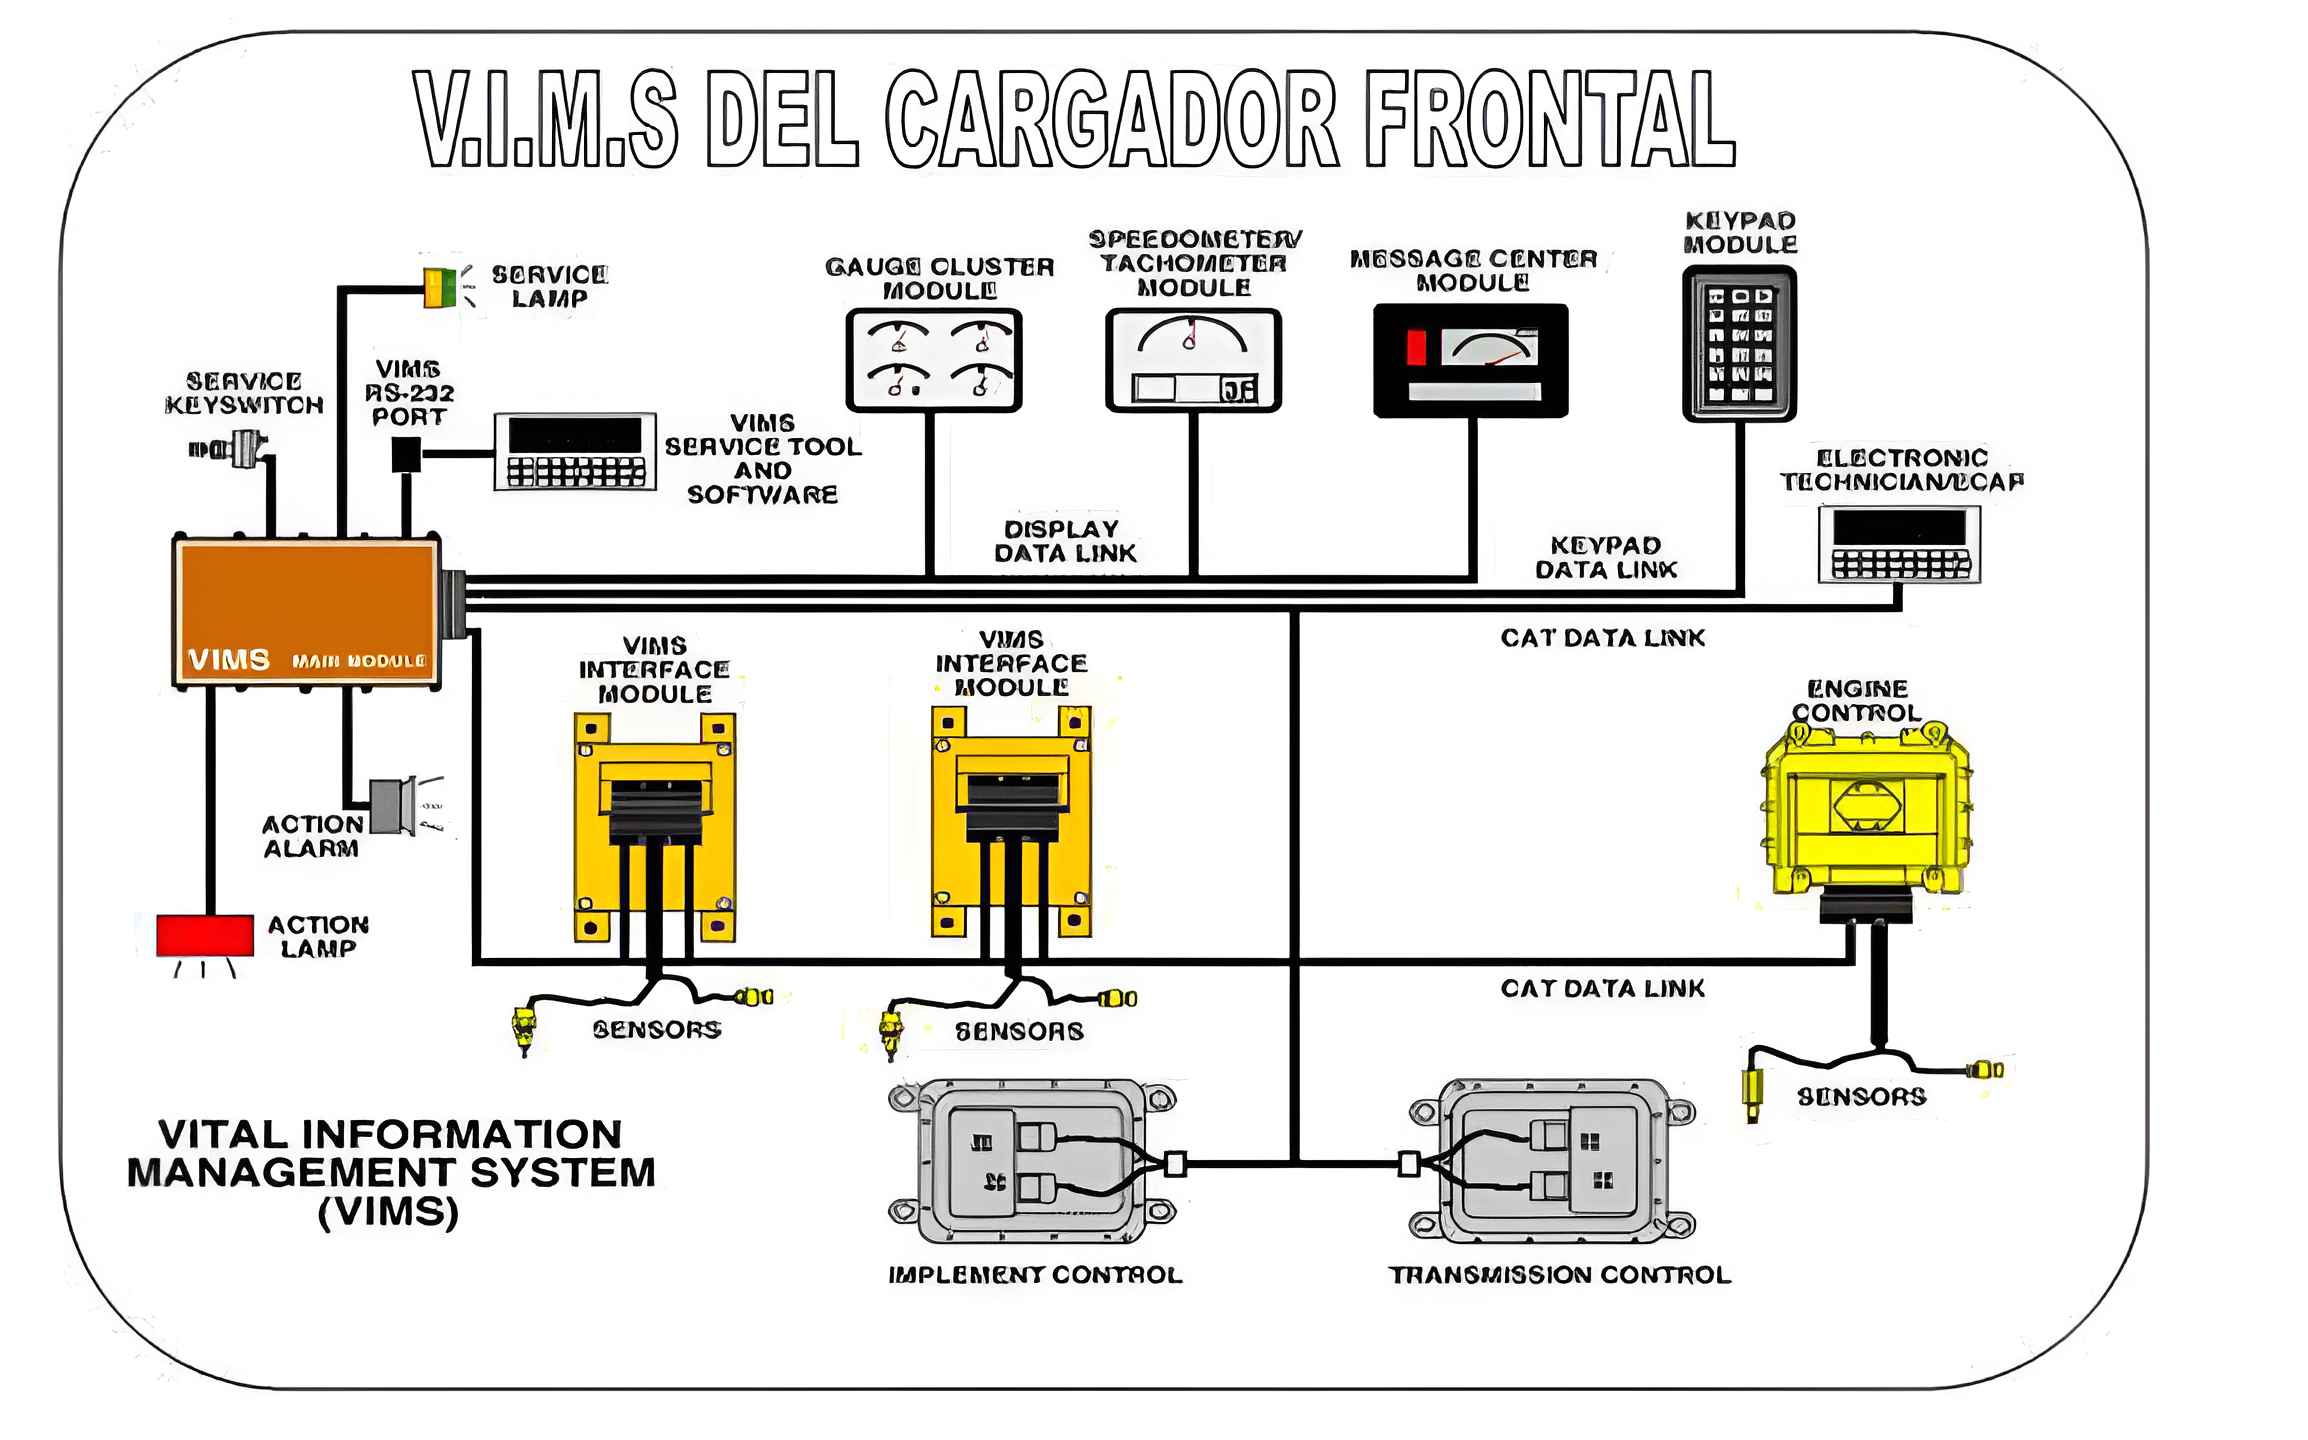 V.I.M.S DEL CARGADOR FRONTAL
KEYPAD
MODULE
SPEEDOMETER/
TACHOMETER
MODULE
MESSAGE CENTER
MODULE
GAUGE CLUSTER
MODULE
SERVICE
LAMP
VIMS
RS-232
PORT
SERVICE
KEYSWITCH
VIMS
SERVICE TOOL
AND
SOFTWARE
ELECTRONIC
TECHNICIAN/ECAP
DISPLAY
DATA LINK
KEYPAD
DATA LINK
CAT DATA LINK
VIMS MAIN MODULE
VIMS
INTERFACE
MODULE
VIMS
INTERFACE
MODULE
ENGINE
CONTROL
ACTION
ALARM
ACTION
LAMP
CAT DATA LINK
SENSORS
SENSORS
SENSORS
VITAL INFORMATION
MANAGEMENT SYSTEM
(VIMS)
IMPLEMENT CONTROL
TRANSMISSION CONTROL